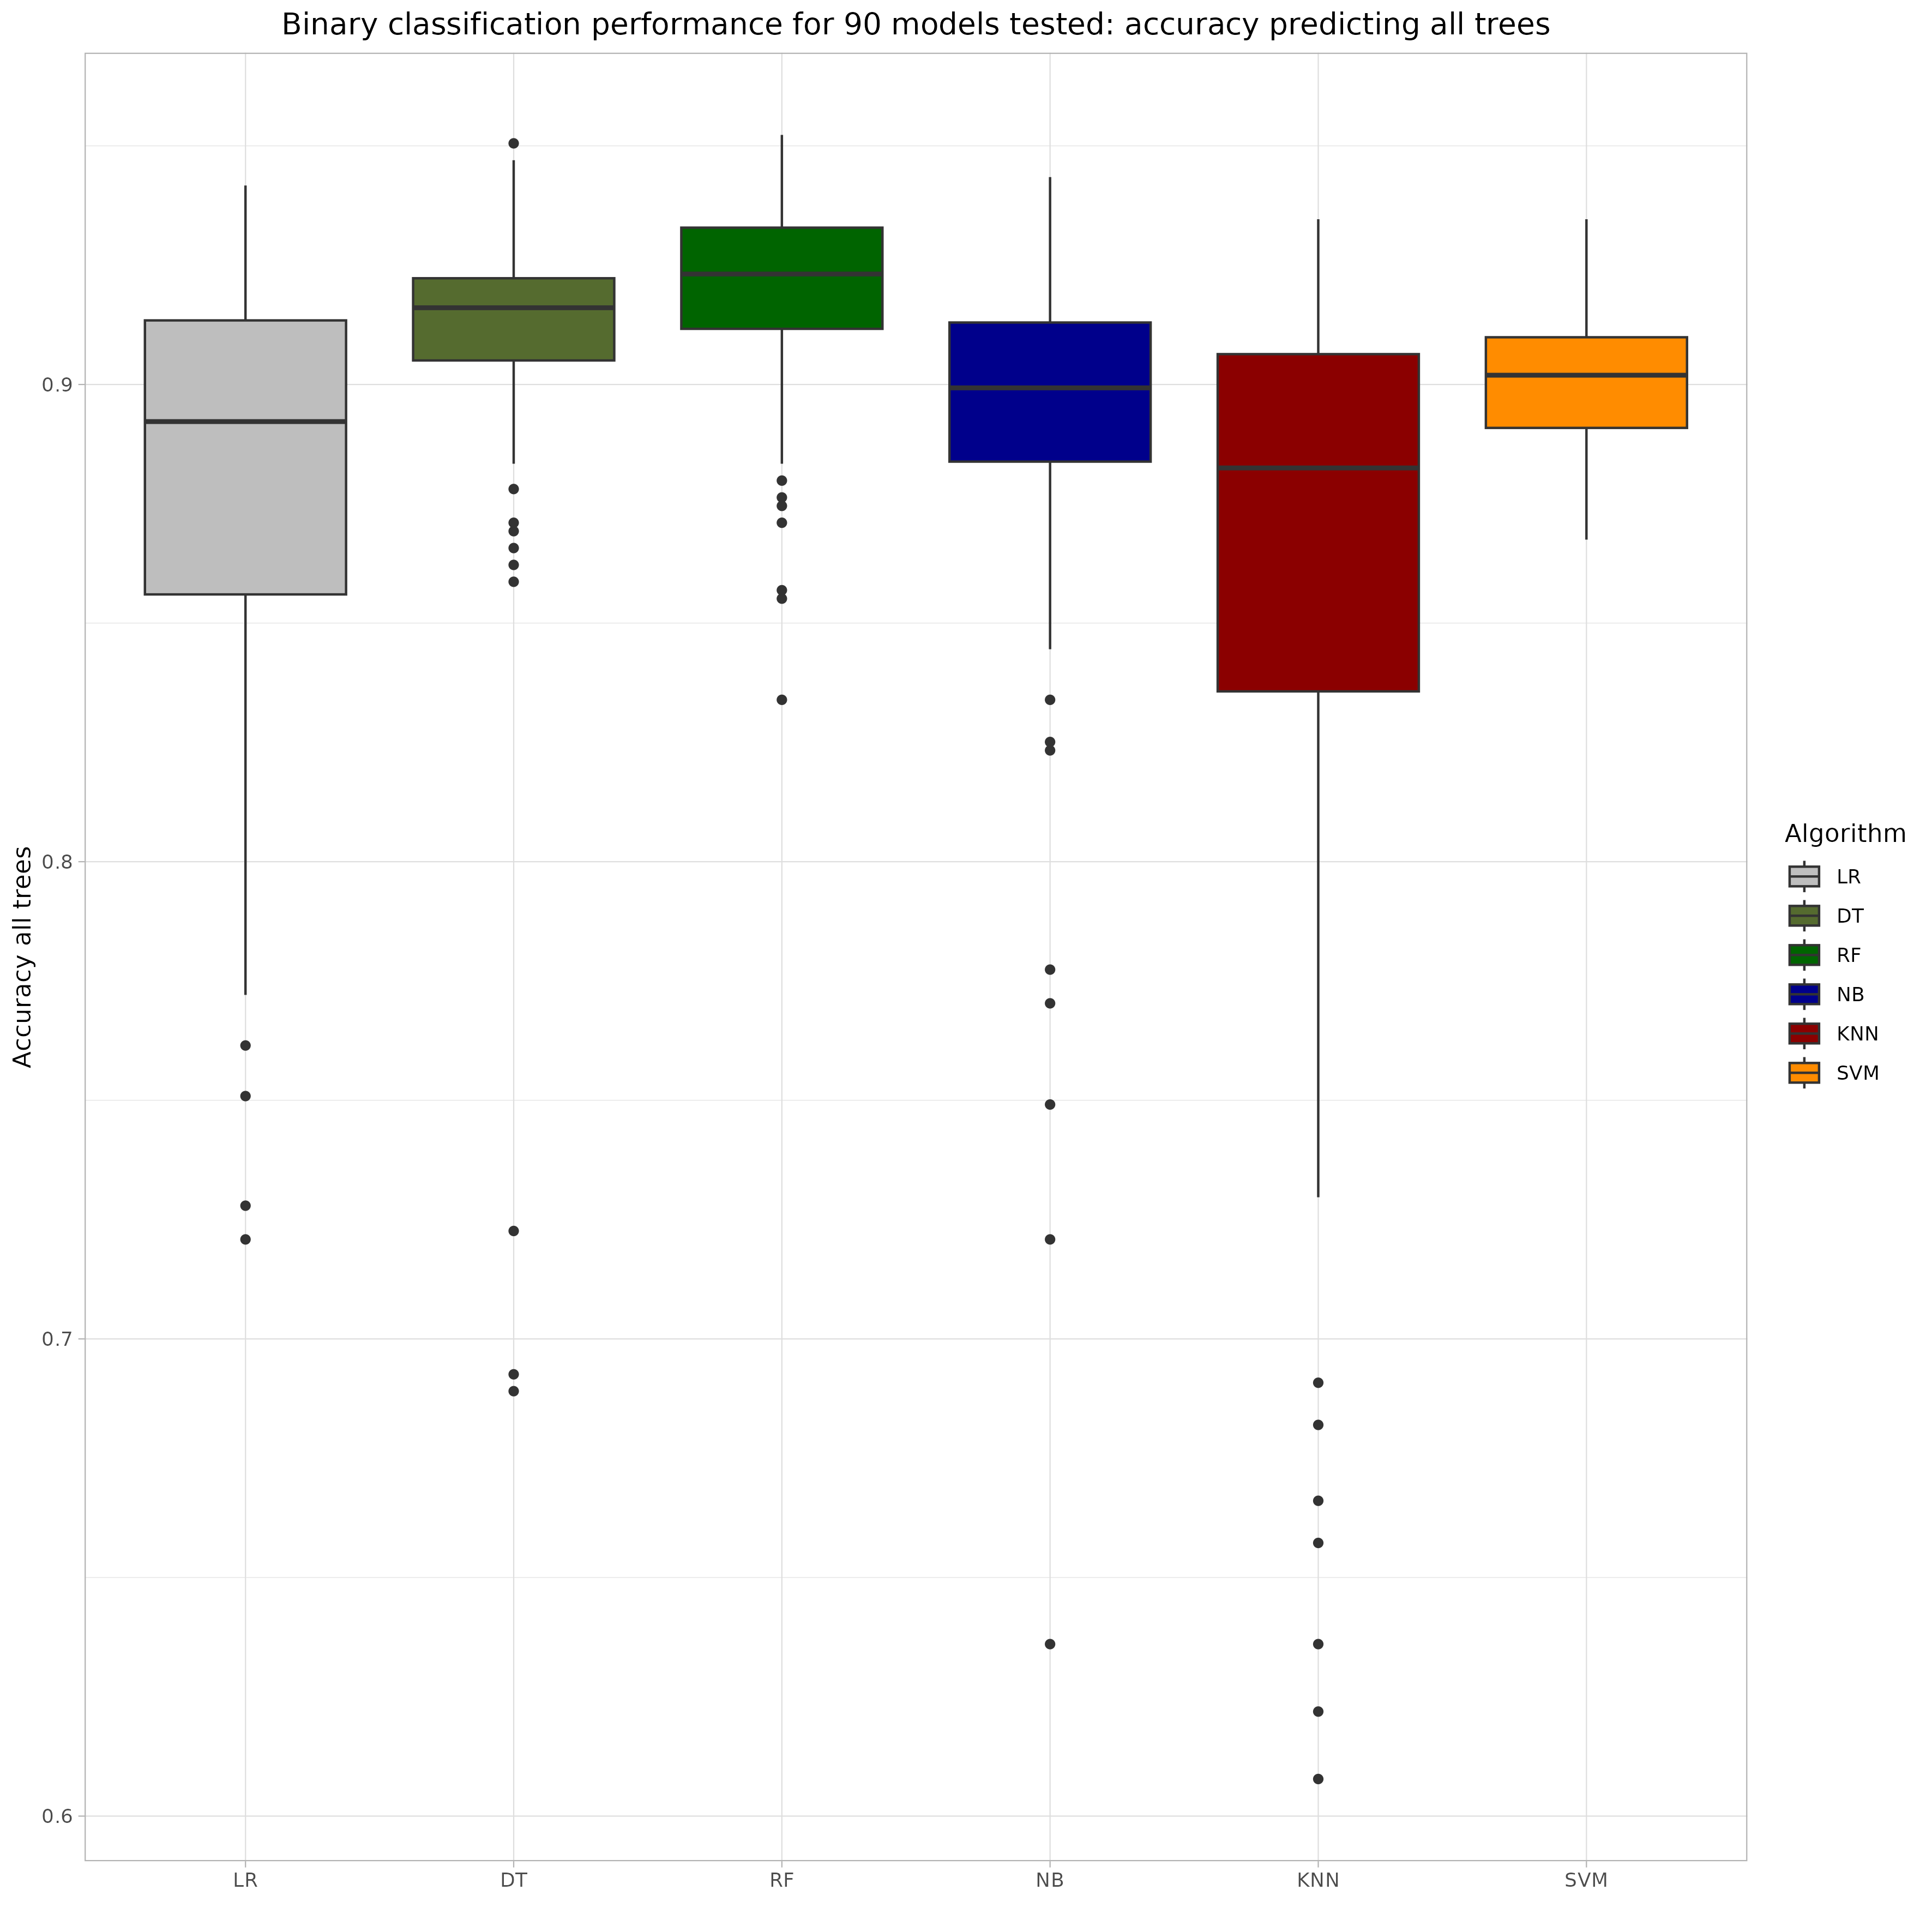 Binary classification performance for 90 models tested: accuracy predicting all trees
Accuracy all trees
0.9
0.8
0.7
0.6
LR
DT
RF
NB
KNN
SVM
Algorithm
LR
DT
RF
NB
KNN
SVM